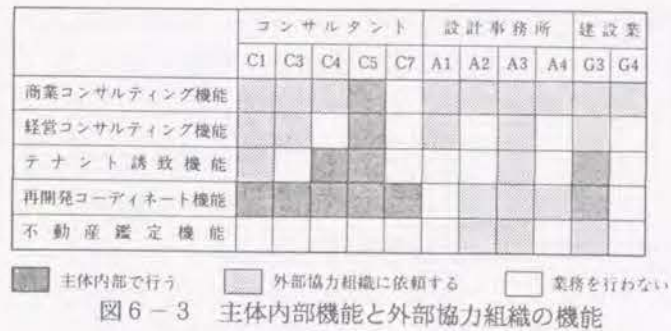 コンサルタント 設計事務所 建設業
C1 C3 C4 C5 C7 A1 A2 A3 A4 G3 G4
商業コンサルティング機能
経営コンサルティング機能
テナント誘致機能
再開発コーディネート機能
不動産鑑定機能
主体内部で行う 外部協力組織に依頼する 業務を行わない
図6-3 主体内部機能と外部協力組織の機能